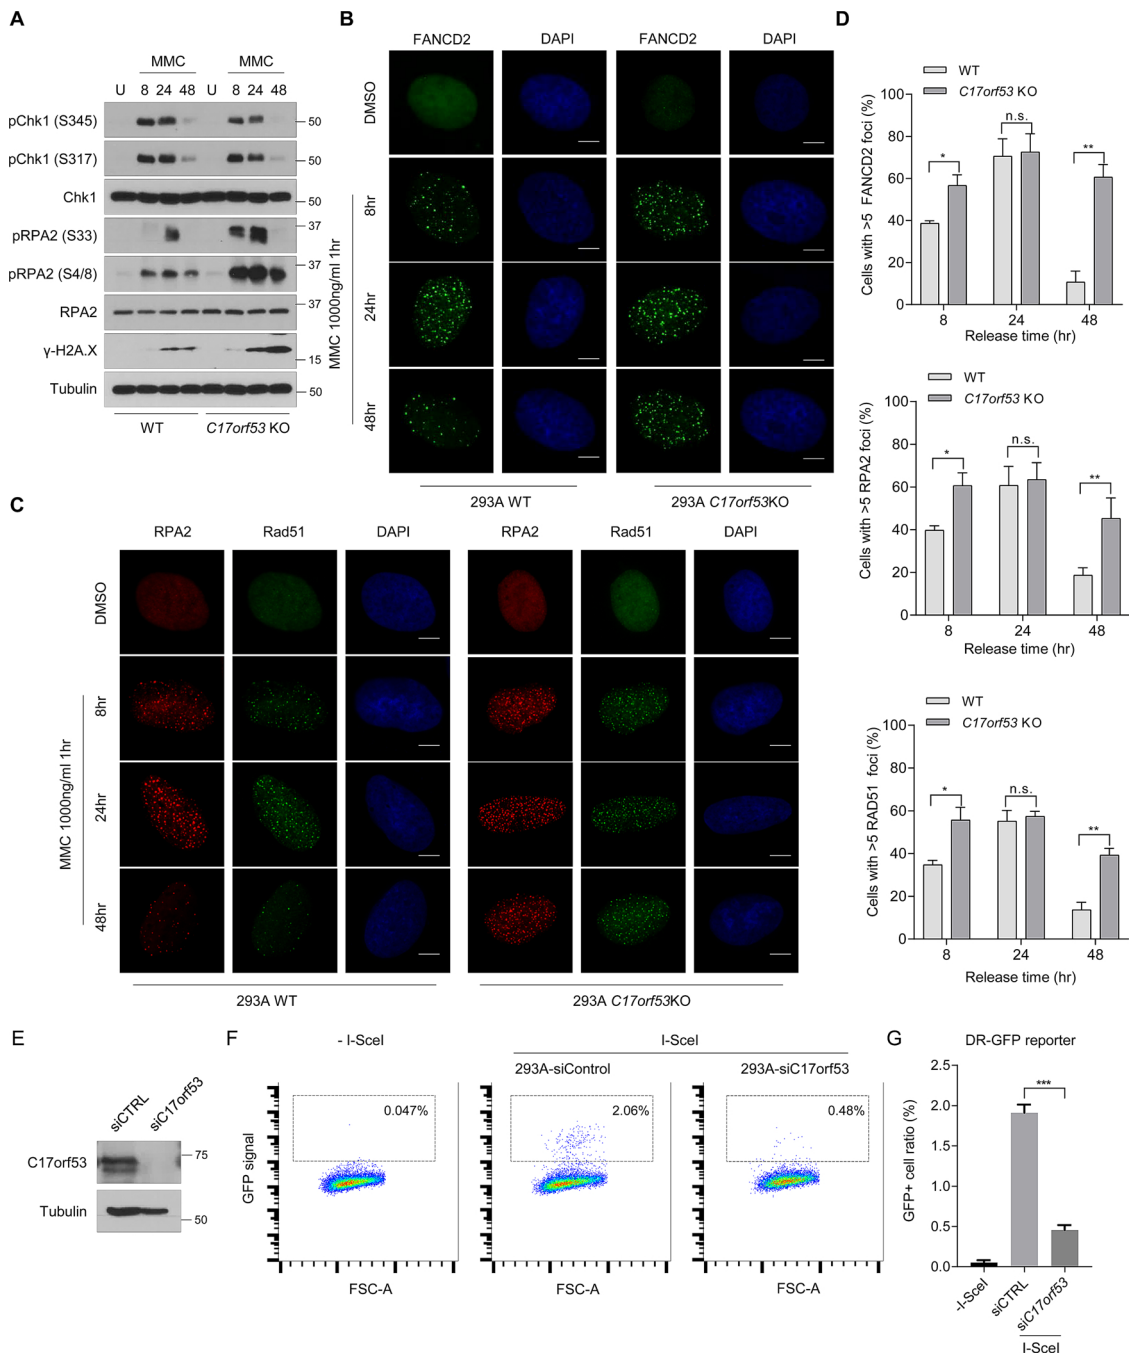 A
MMC MMC
U 8 24 48 U 8 24 48
pChk1 (S345) 50
pChk1 (S317) 50
Chk1 50
pRPA2 (S33) 37
pRPA2 (S4/8) 37
RPA2 37
γ-H2A.X 15
Tubulin 50
WT C17orf53 KO
B
FANCD2 DAPI FANCD2 DAPI
DMSO
8hr
24hr
48hr
MMC 1000ng/ml 1hr
293A WT 293A C17orf53KO
C
RPA2 Rad51 DAPI RPA2 Rad51 DAPI
DMSO
8hr
24hr
48hr
MMC 1000ng/ml 1hr
293A WT 293A C17orf53KO
D
WT
C17orf53 KO
Cells with >5 FANCD2 foci (%)
100
80
60
40
20
0
* n.s. **
8 24 48
Release time (hr)
WT
C17orf53 KO
Cells with >5 RPA2 foci (%)
100
80
60
40
20
0
* n.s. **
8 24 48
Release time (hr)
WT
C17orf53 KO
Cells with >5 RAD51 foci (%)
100
80
60
40
20
0
* n.s. **
8 24 48
Release time (hr)
E
siCTRL siC17orf53
C17orf53 75
Tubulin 50
F
- I-SceI I-SceI
293A-siControl 293A-siC17orf53
0.047% 2.06% 0.48%
GFP signal
FSC-A FSC-A FSC-A
G
DR-GFP reporter
GFP+ cell ratio (%)
2.5
2.0
1.5
1.0
0.5
0.0
***
-I-SceI siCTRL siC17orf53
I-SceI